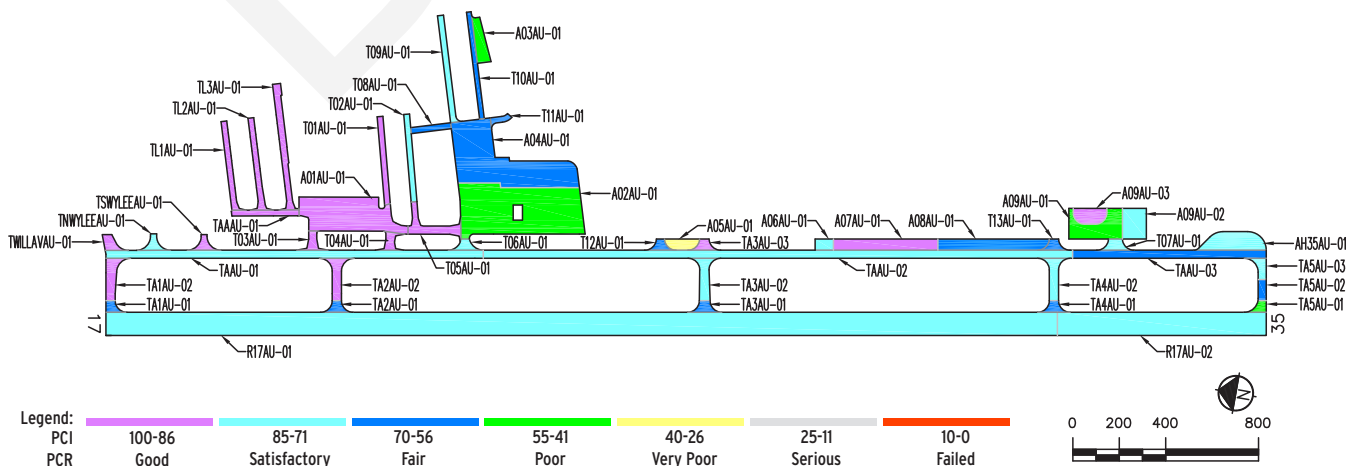 A03AU-01
T09AU-01
T10AU-01
T08AU-01
TL3AU-01
T02AU-01
TL2AU-01
T11AU-01
T01AU-01
A04AU-01
TL1AU-01
A01AU-01
A02AU-01
A09AU-01
A09AU-03
TSWYLEEAU-01
TAAAU-01
TNWYLEEAU-01
A05AU-01
A06AU-01
A07AU-01
A08AU-01
T13AU-01
A09AU-02
TWILLAVAU-01
T03AU-01
T04AU-01
T06AU-01
T12AU-01
TA3AU-03
T07AU-01
AH35AU-01
T05AU-01
TAAU-01
TAAU-02
TAAU-03
TA5AU-03
TA1AU-02
TA2AU-02
TA3AU-02
TA4AU-02
TA5AU-02
TA1AU-01
TA2AU-01
TA3AU-01
TA4AU-01
TA5AU-01
17
35
R17AU-01
R17AU-02
N
Legend:
PCI 100-86 85-71 70-56 55-41 40-26 25-11 10-0
PCR Good Satisfactory Fair Poor Very Poor Serious Failed
0 200 400 800